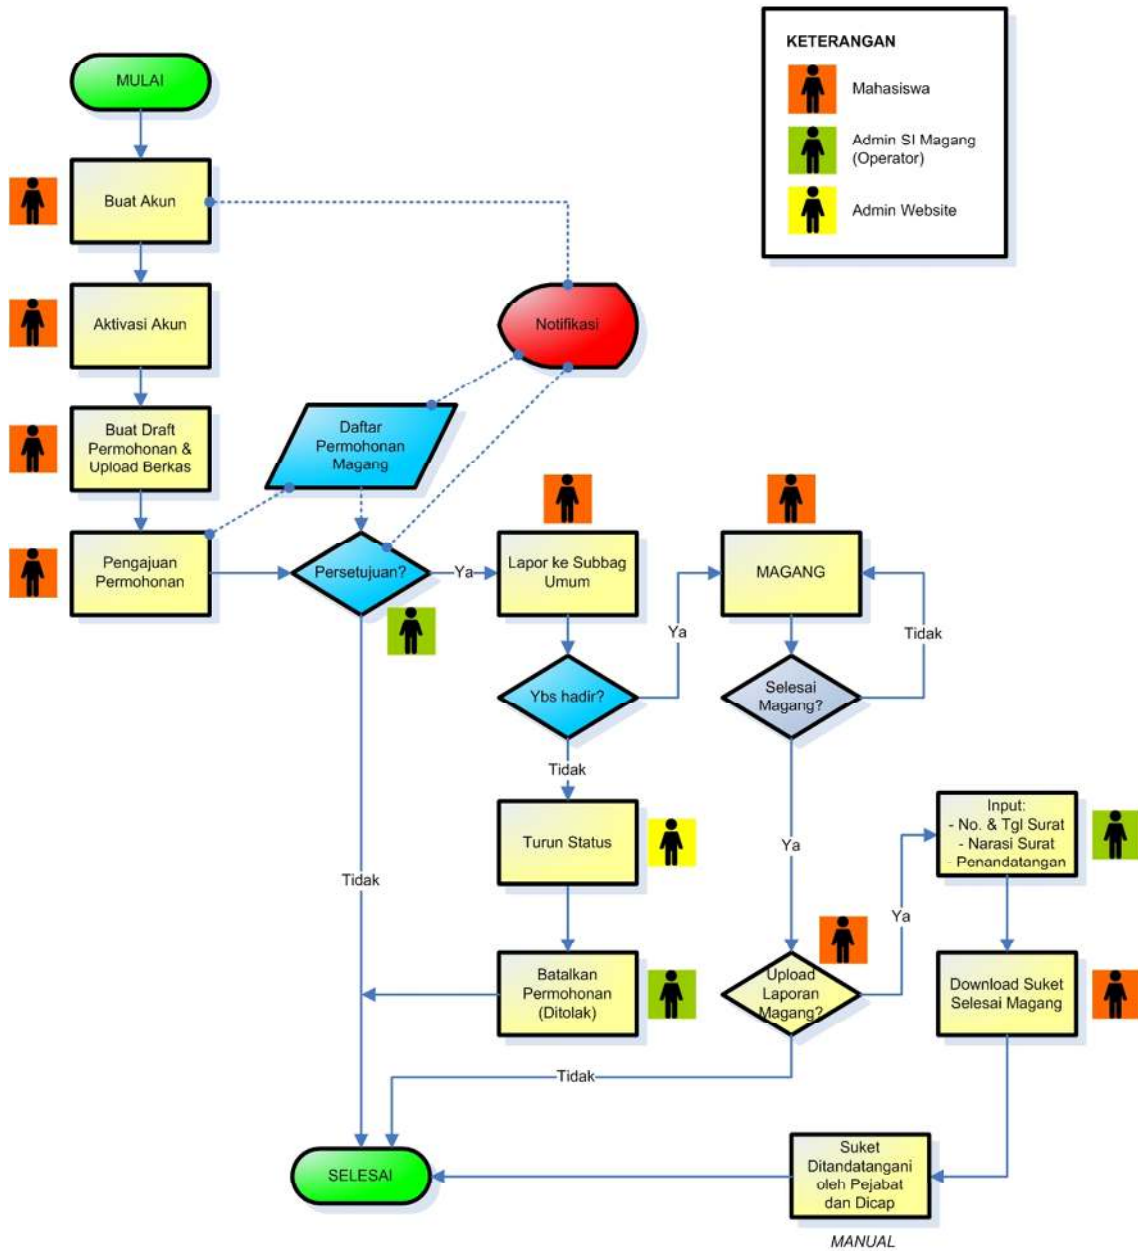 KETERANGAN
Mahasiswa
Admin SI Magang
(Operator)
Admin Website
MULAI
Buat Akun
Aktivasi Akun
Notifikasi
Buat Draft
Permohonan &
Upload Berkas
Daftar
Permohonan
Magang
Pengajuan
Permohonan
Persetujuan?
Ya
Lapor ke Subbag
Umum
MAGANG
Ya
Tidak
Ybs hadir?
Selesai
Magang?
Tidak
Turun Status
Ya
Input:
- No. & Tgl Surat
- Narasi Surat
- Penandatangan
Tidak
Ya
Batalkan
Permohonan
(Ditolak)
Upload
Laporan
Magang?
Download Suket
Selesai Magang
Tidak
SELESAI
Suket
Ditandatangani
oleh Pejabat
dan Dicap
MANUAL